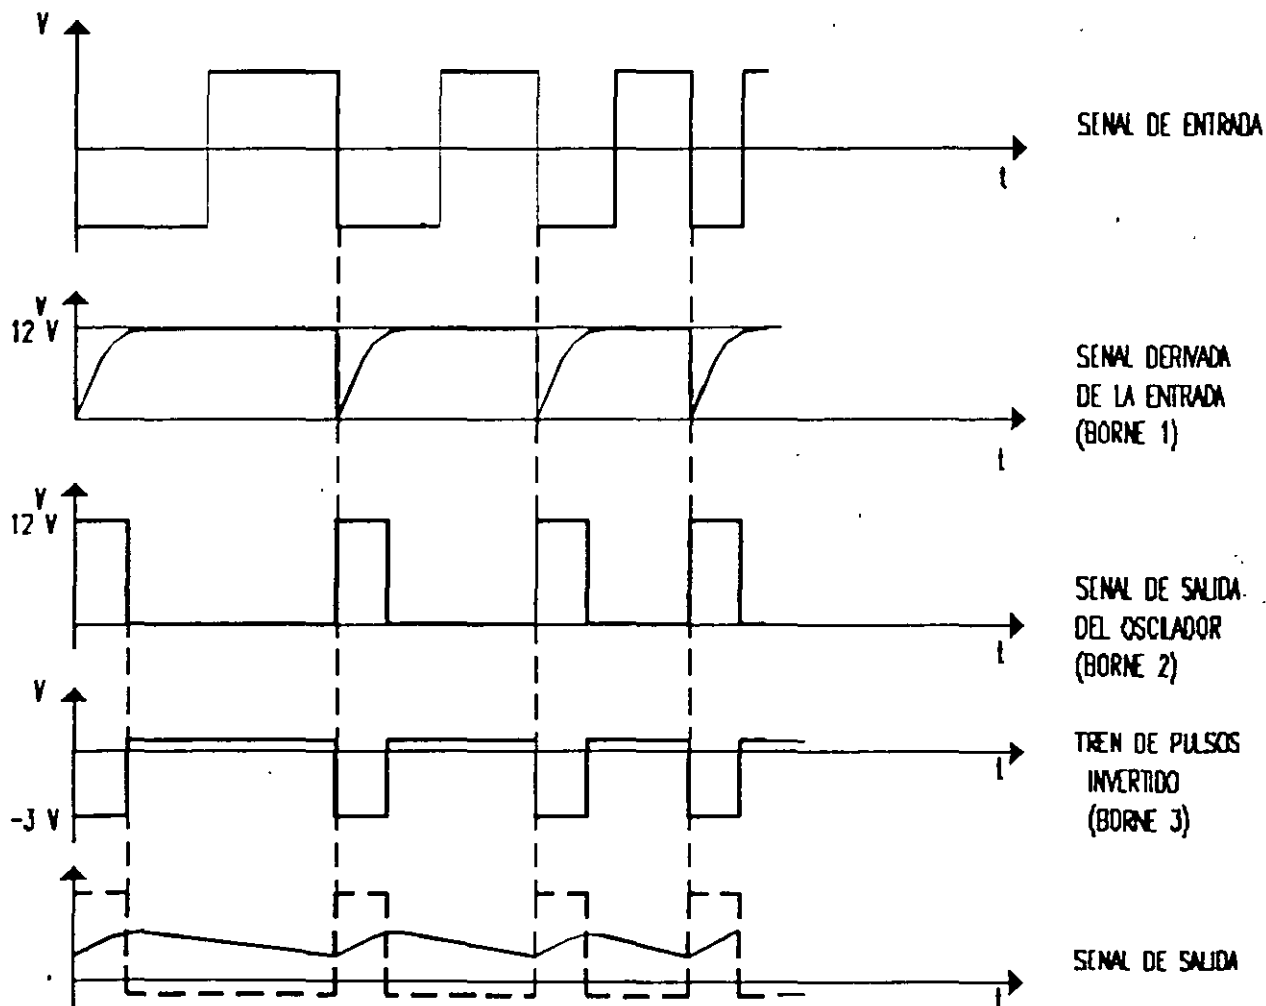 V
SENAL DE ENTRADA
t
V
12 V
SENAL DERIVADA
DE LA ENTRADA
(BORNE 1)
t
V
12 V
SENAL DE SALIDA
DEL OSCILADOR
(BORNE 2)
t
V
TREN DE PULSOS
INVERTIDO
(BORNE 3)
t
-3 V
SENAL DE SALIDA
t